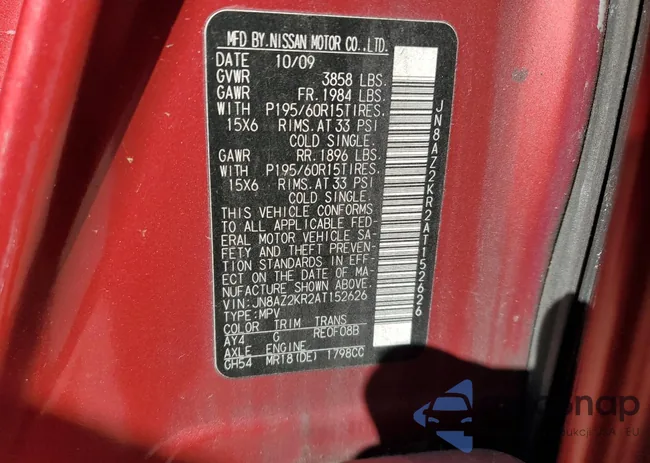 MFD BY.NISSAN MOTOR CO.,LTD.
DATE 10/09
GVWR 3858 LBS.
GAWR FR.1984 LBS.
WITH P195/60R15TIRES.
15X6 RIMS.AT 33 PSI
COLD SINGLE.
GAWR RR.1896 LBS.
WITH P195/60R15TIRES.
15X6 RIMS.AT 33 PSI
COLD SINGLE.
THIS VEHICLE CONFORMS
TO ALL APPLICABLE FED-
ERAL MOTOR VEHICLE SA-
FETY AND THEFT PREVEN-
TION STANDARDS IN EFF-
ECT ON THE DATE OF MA-
NUFACTURE SHOWN ABOVE.
VIN:JN8AZ2KR2AT152626
TYPE:MPV
COLOR TRIM TRANS
AY4 G RE0F08B
AXLE ENGINE
GH54 MR18(DE) 1798CC
JN8AZ2KR2AT152626